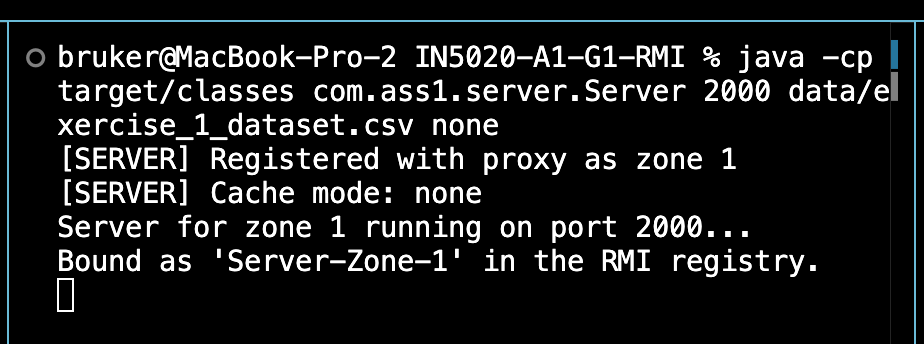 bruker@MacBook-Pro-2 IN5020-A1-G1-RMI % java -cp
target/classes com.ass1.server.Server 2000 data/e
xercise_1_dataset.csv none
[SERVER] Registered with proxy as zone 1
[SERVER] Cache mode: none
Server for zone 1 running on port 2000...
Bound as 'Server-Zone-1' in the RMI registry.